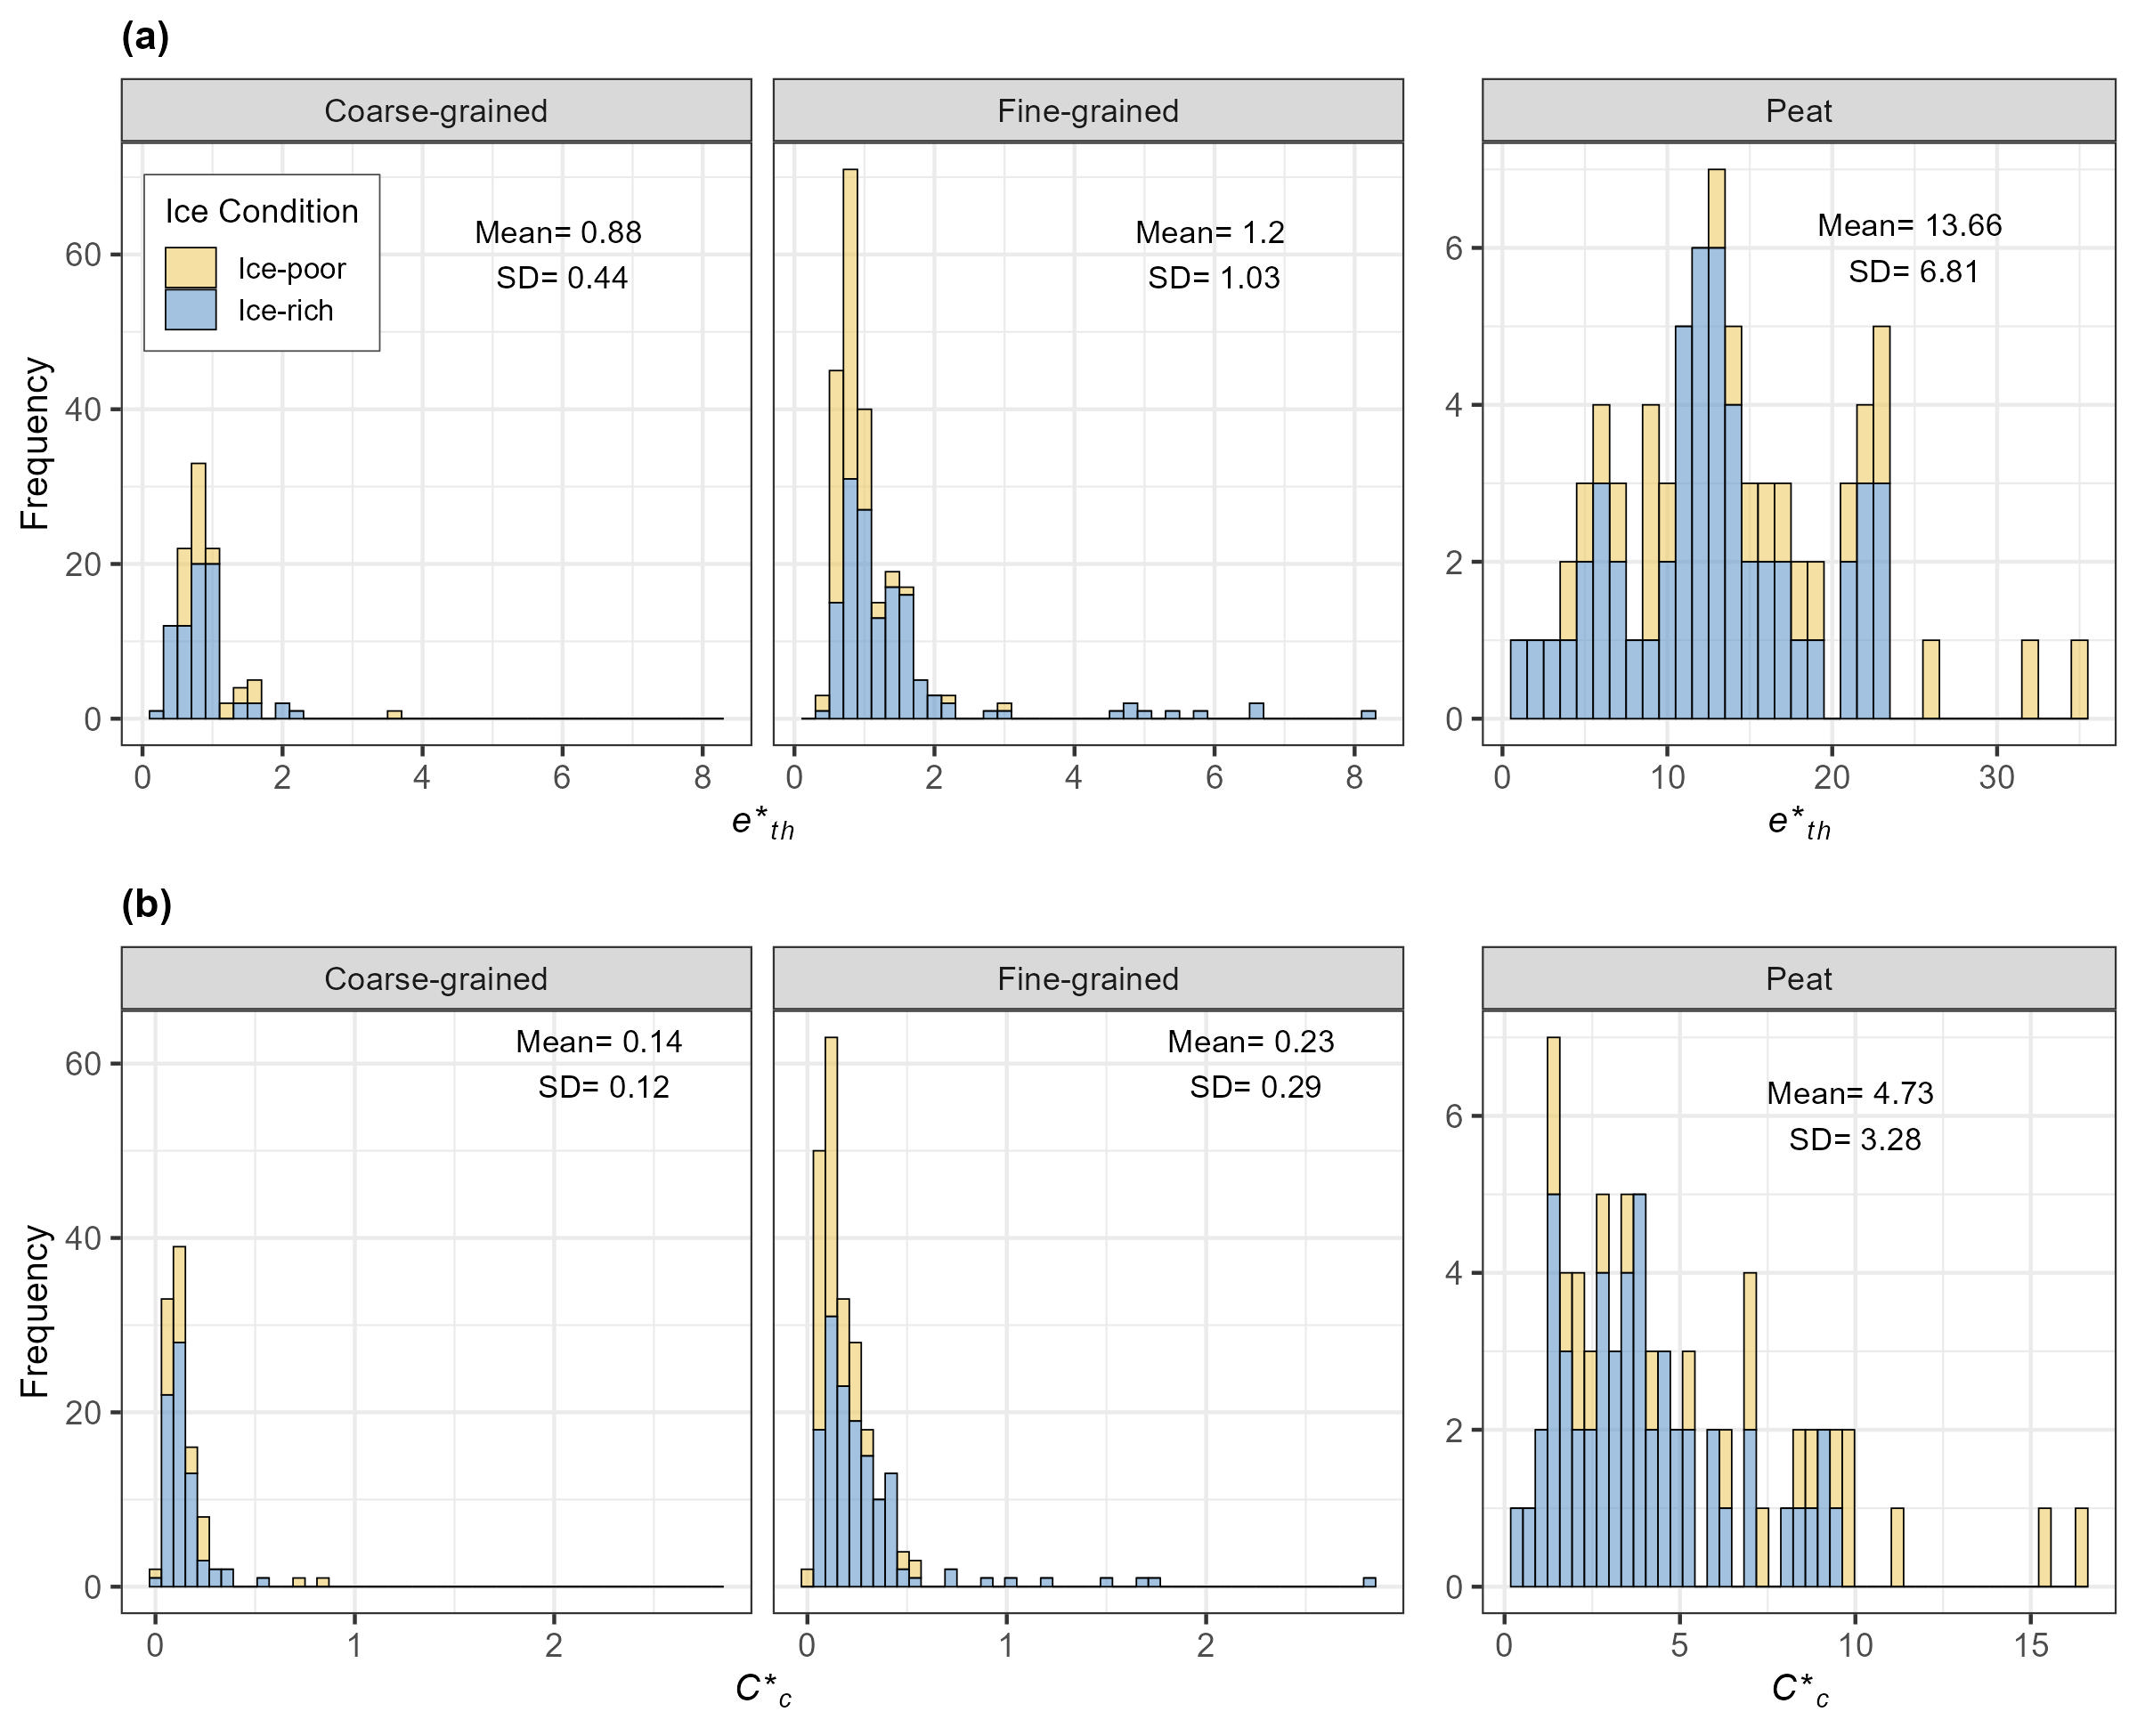 (a)
Coarse-grained
Fine-grained
Peat
Ice Condition
Ice-poor
Ice-rich
Mean= 0.88
SD= 0.44
Mean= 1.2
SD= 1.03
Mean= 13.66
SD= 6.81
Frequency
60
40
20
0
6
4
2
0
0 2 4 6 8
0 2 4 6 8
0 10 20 30
e*th
e*th
(b)
Coarse-grained
Fine-grained
Peat
Mean= 0.14
SD= 0.12
Mean= 0.23
SD= 0.29
Mean= 4.73
SD= 3.28
Frequency
60
40
20
0
6
4
2
0
0 1 2
0 1 2
0 5 10 15
C*c
C*c